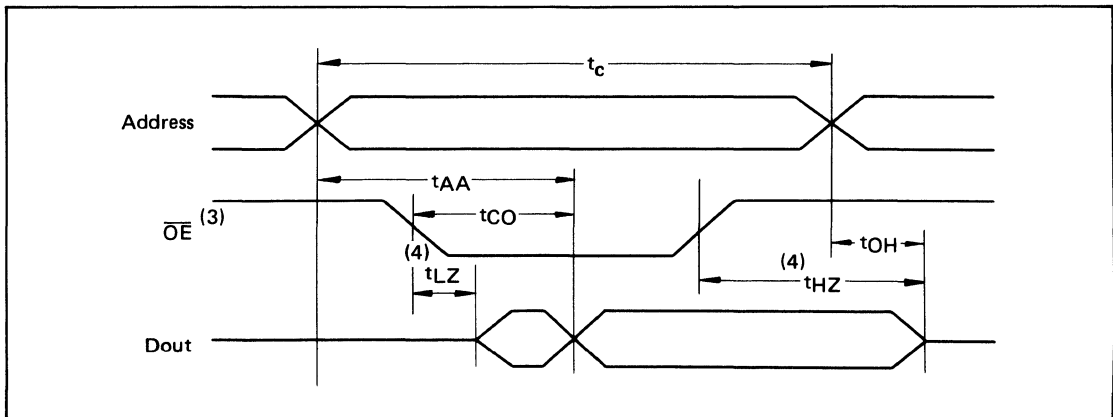 tc
Address
tAA
OE (3)
tCO
tOH
(4)
tLZ
(4)
tHZ
Dout